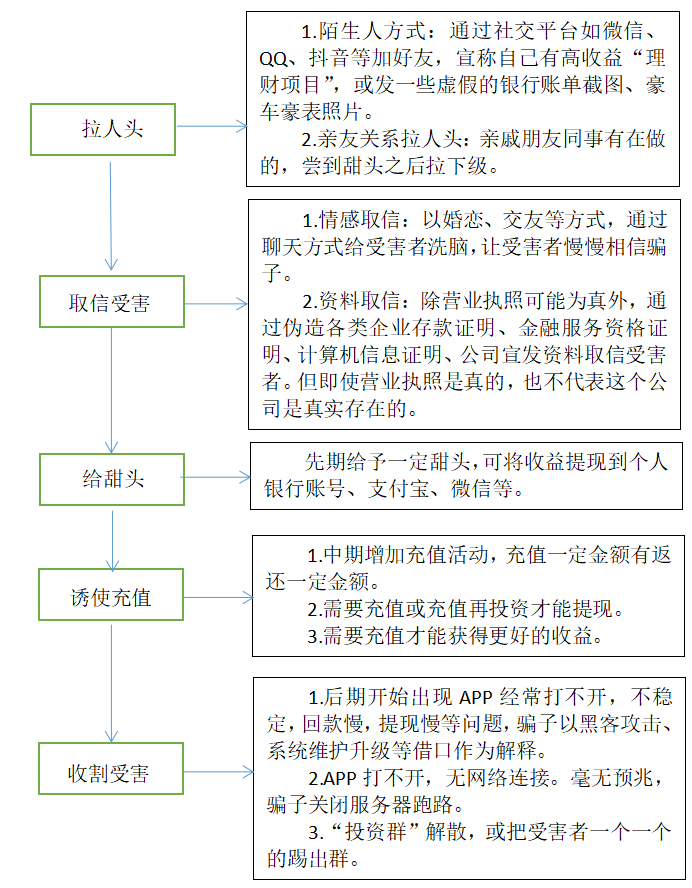 拉人头
1.陌生人方式：通过社交平台如微信、
QQ、抖音等加好友，宣称自己有高收益“理
财项目”，或发一些虚假的银行账单截图、豪
车豪表照片。
2.亲友关系拉人头：亲戚朋友同事有在做
的，尝到甜头之后拉下级。
取信受害
1.情感取信：以婚恋、交友等方式，通过
聊天方式给受害者洗脑，让受害者慢慢相信骗
子。
2.资料取信：除营业执照可能为真外，通
过伪造各类企业存款证明、金融服务资格证
明、计算机信息证明、公司宣发资料取信受害
者。但即使营业执照是真的，也不代表这个公
司是真实存在的。
给甜头
先期给予一定甜头，可将收益提现到个人
银行账号、支付宝、微信等。
诱使充值
1.中期增加充值活动，充值一定金额有返
还一定金额。
2.需要充值或充值再投资才能提现。
3.需要充值才能获得更好的收益。
收割受害
1.后期开始出现 APP 经常打不开，不稳
定，回款慢，提现慢等问题，骗子以黑客攻击、
系统维护升级等借口作为解释。
2.APP 打不开，无网络连接。毫无预兆，
骗子关闭服务器跑路。
3.“投资群”解散，或把受害者一个一个
的踢出群。